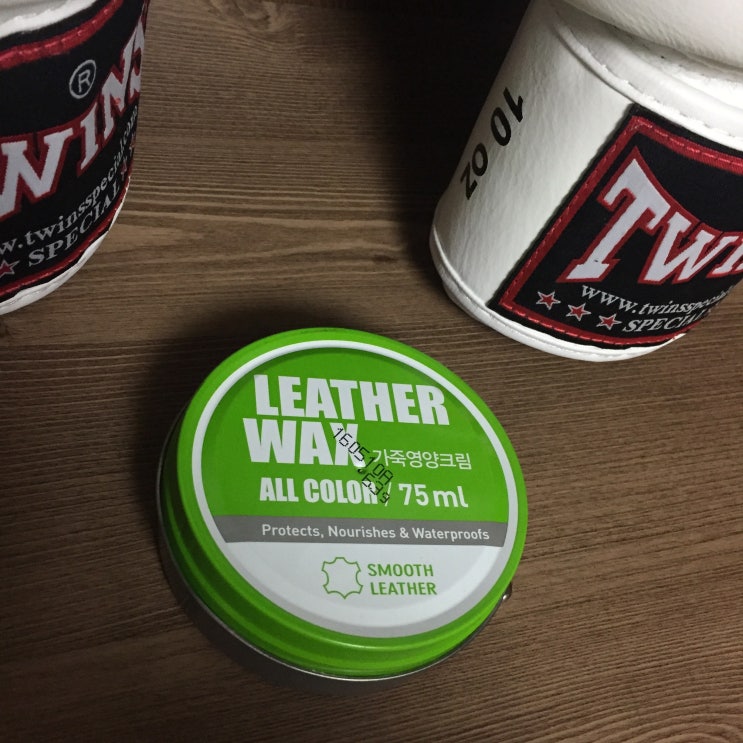 ®
www.twinsspecial.com
SPECIAL
10 OZ
TWINS
www.twinsspecial
SPECIAL
LEATHER
WAX 가죽영양크림
ALL COLOR / 75 ml
Protects, Nourishes & Waterproofs
SMOOTH
LEATHER